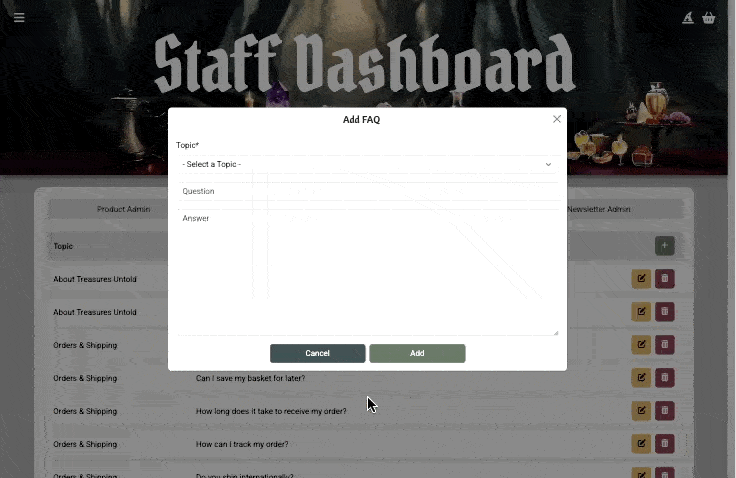 Staff Dashboard
Add FAQ
Topic*
- Select a Topic -
Question
Answer
Cancel
Add
Product Admin
Newsletter Admin
Topic
About Treasures Untold
About Treasures Untold
Orders & Shipping
Orders & Shipping
Can I save my basket for later?
Orders & Shipping
How long does it take to receive my order?
Orders & Shipping
How can I track my order?
Orders & Shipping
Do you ship internationally?